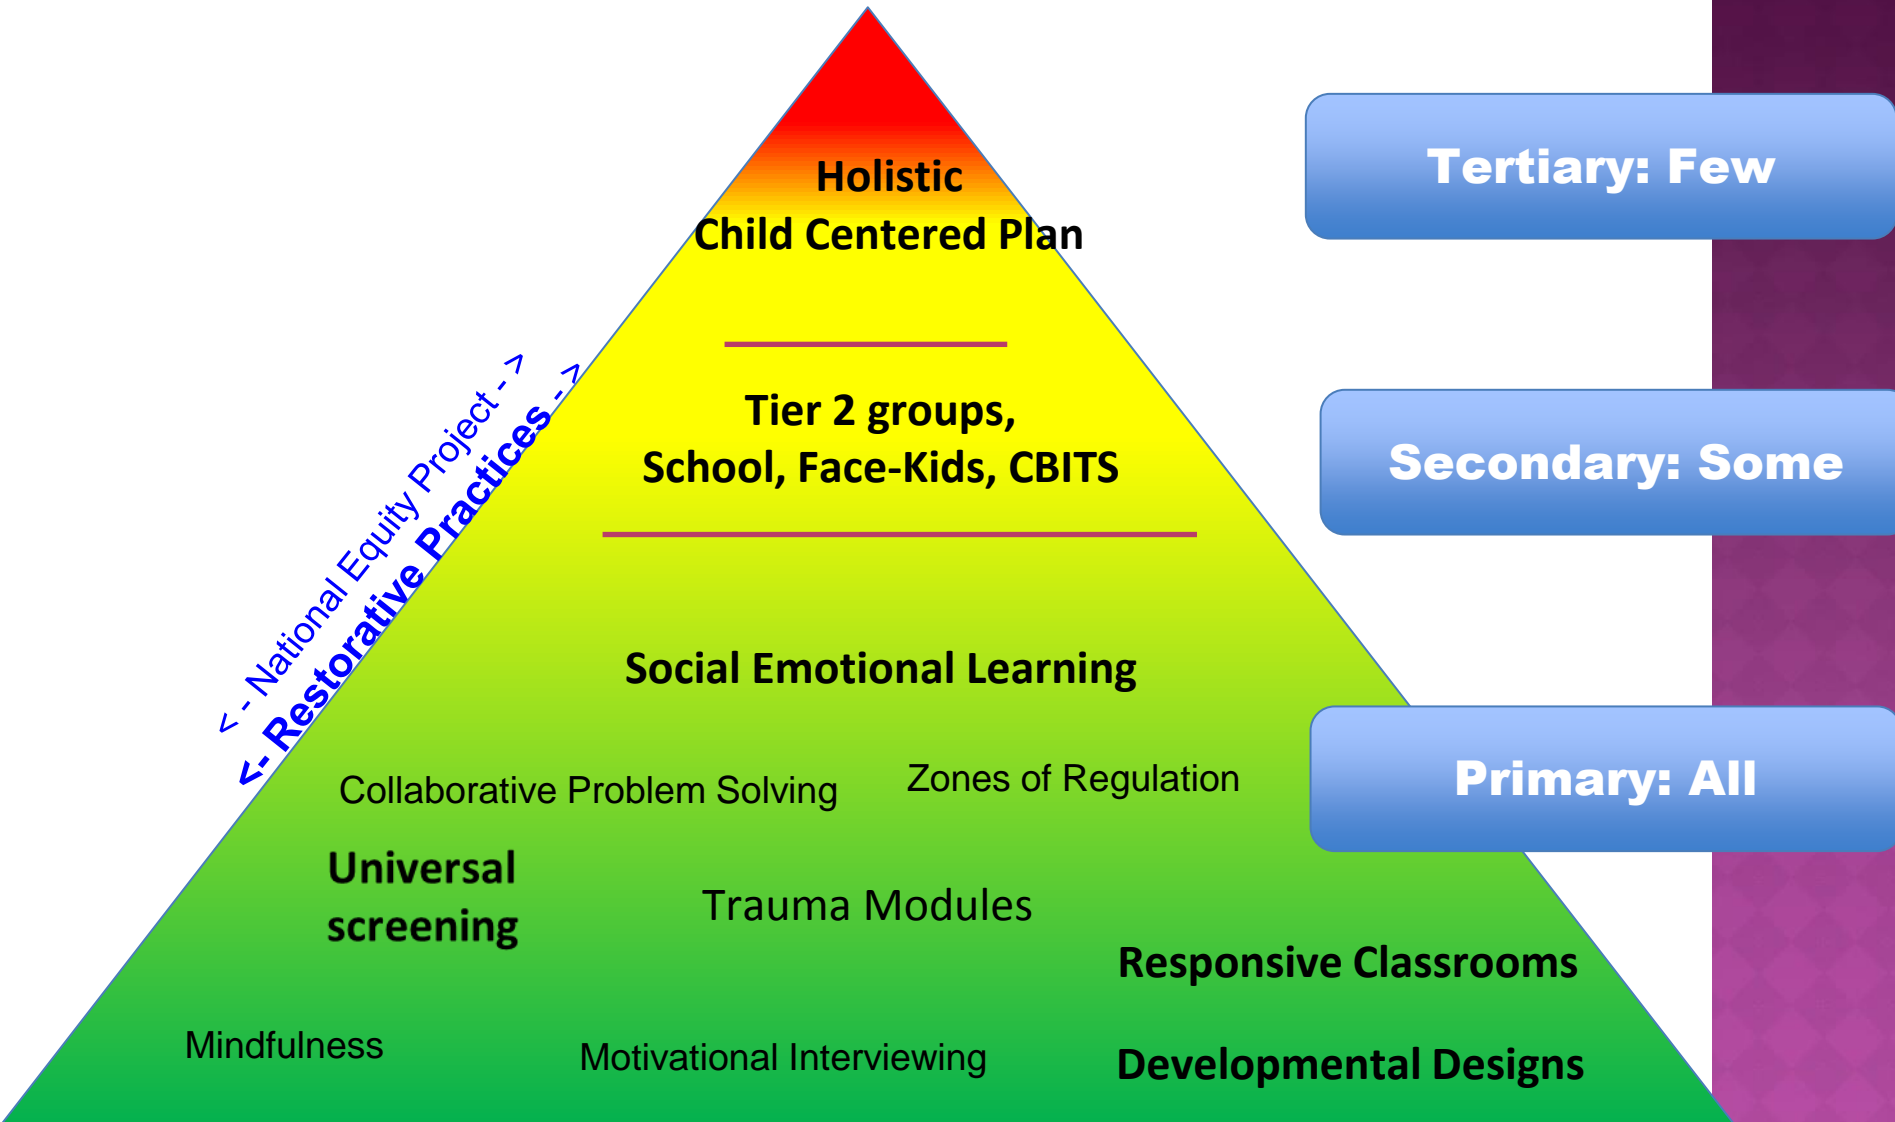 Holistic
Child Centered Plan
Tertiary: Few
< - National Equity Project - >
<- Restorative Practices - >
Tier 2 groups,
School, Face-Kids, CBITS
Secondary: Some
Social Emotional Learning
Collaborative Problem Solving
Zones of Regulation
Primary: All
Universal
screening
Trauma Modules
Responsive Classrooms
Mindfulness
Motivational Interviewing
Developmental Designs